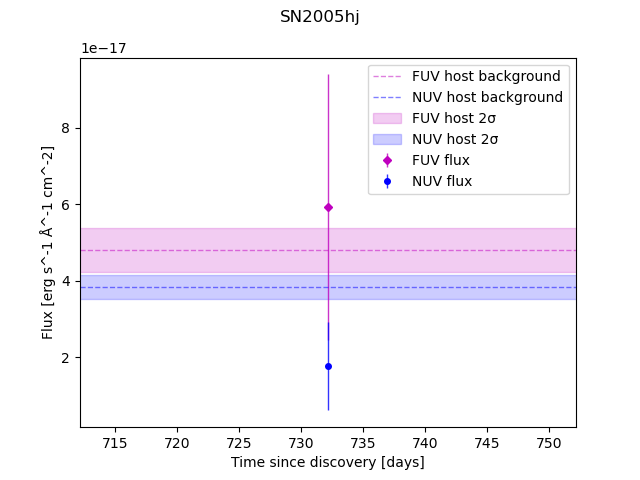 SN2005hj
1e−17
FUV host background
NUV host background
FUV host 2σ
NUV host 2σ
FUV flux
NUV flux
8
6
4
2
Flux [erg s^-1 Å^-1 cm^-2]
715 720 725 730 735 740 745 750
Time since discovery [days]